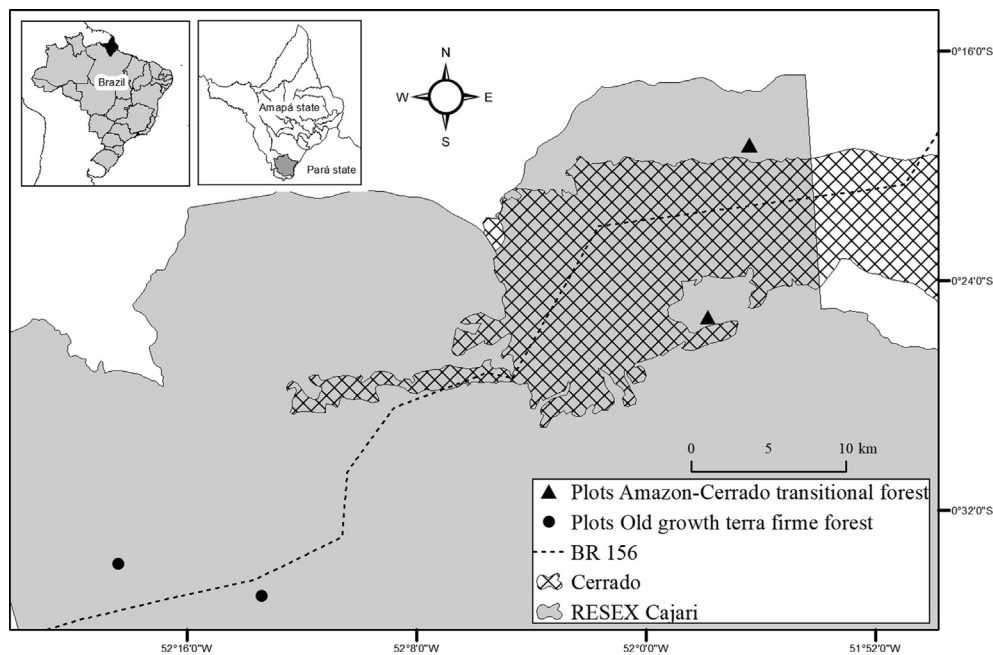 Brazil
Amapá state
Pará state
N
W
E
S
0°16'0"S
0°24'0"S
0°32'0"S
0 5 10 km
Plots Amazon-Cerrado transitional forest
Plots Old growth terra firme forest
BR 156
Cerrado
RESEX Cajari
52°16'0"W 52°8'0"W 52°0'0"W 51°52'0"W